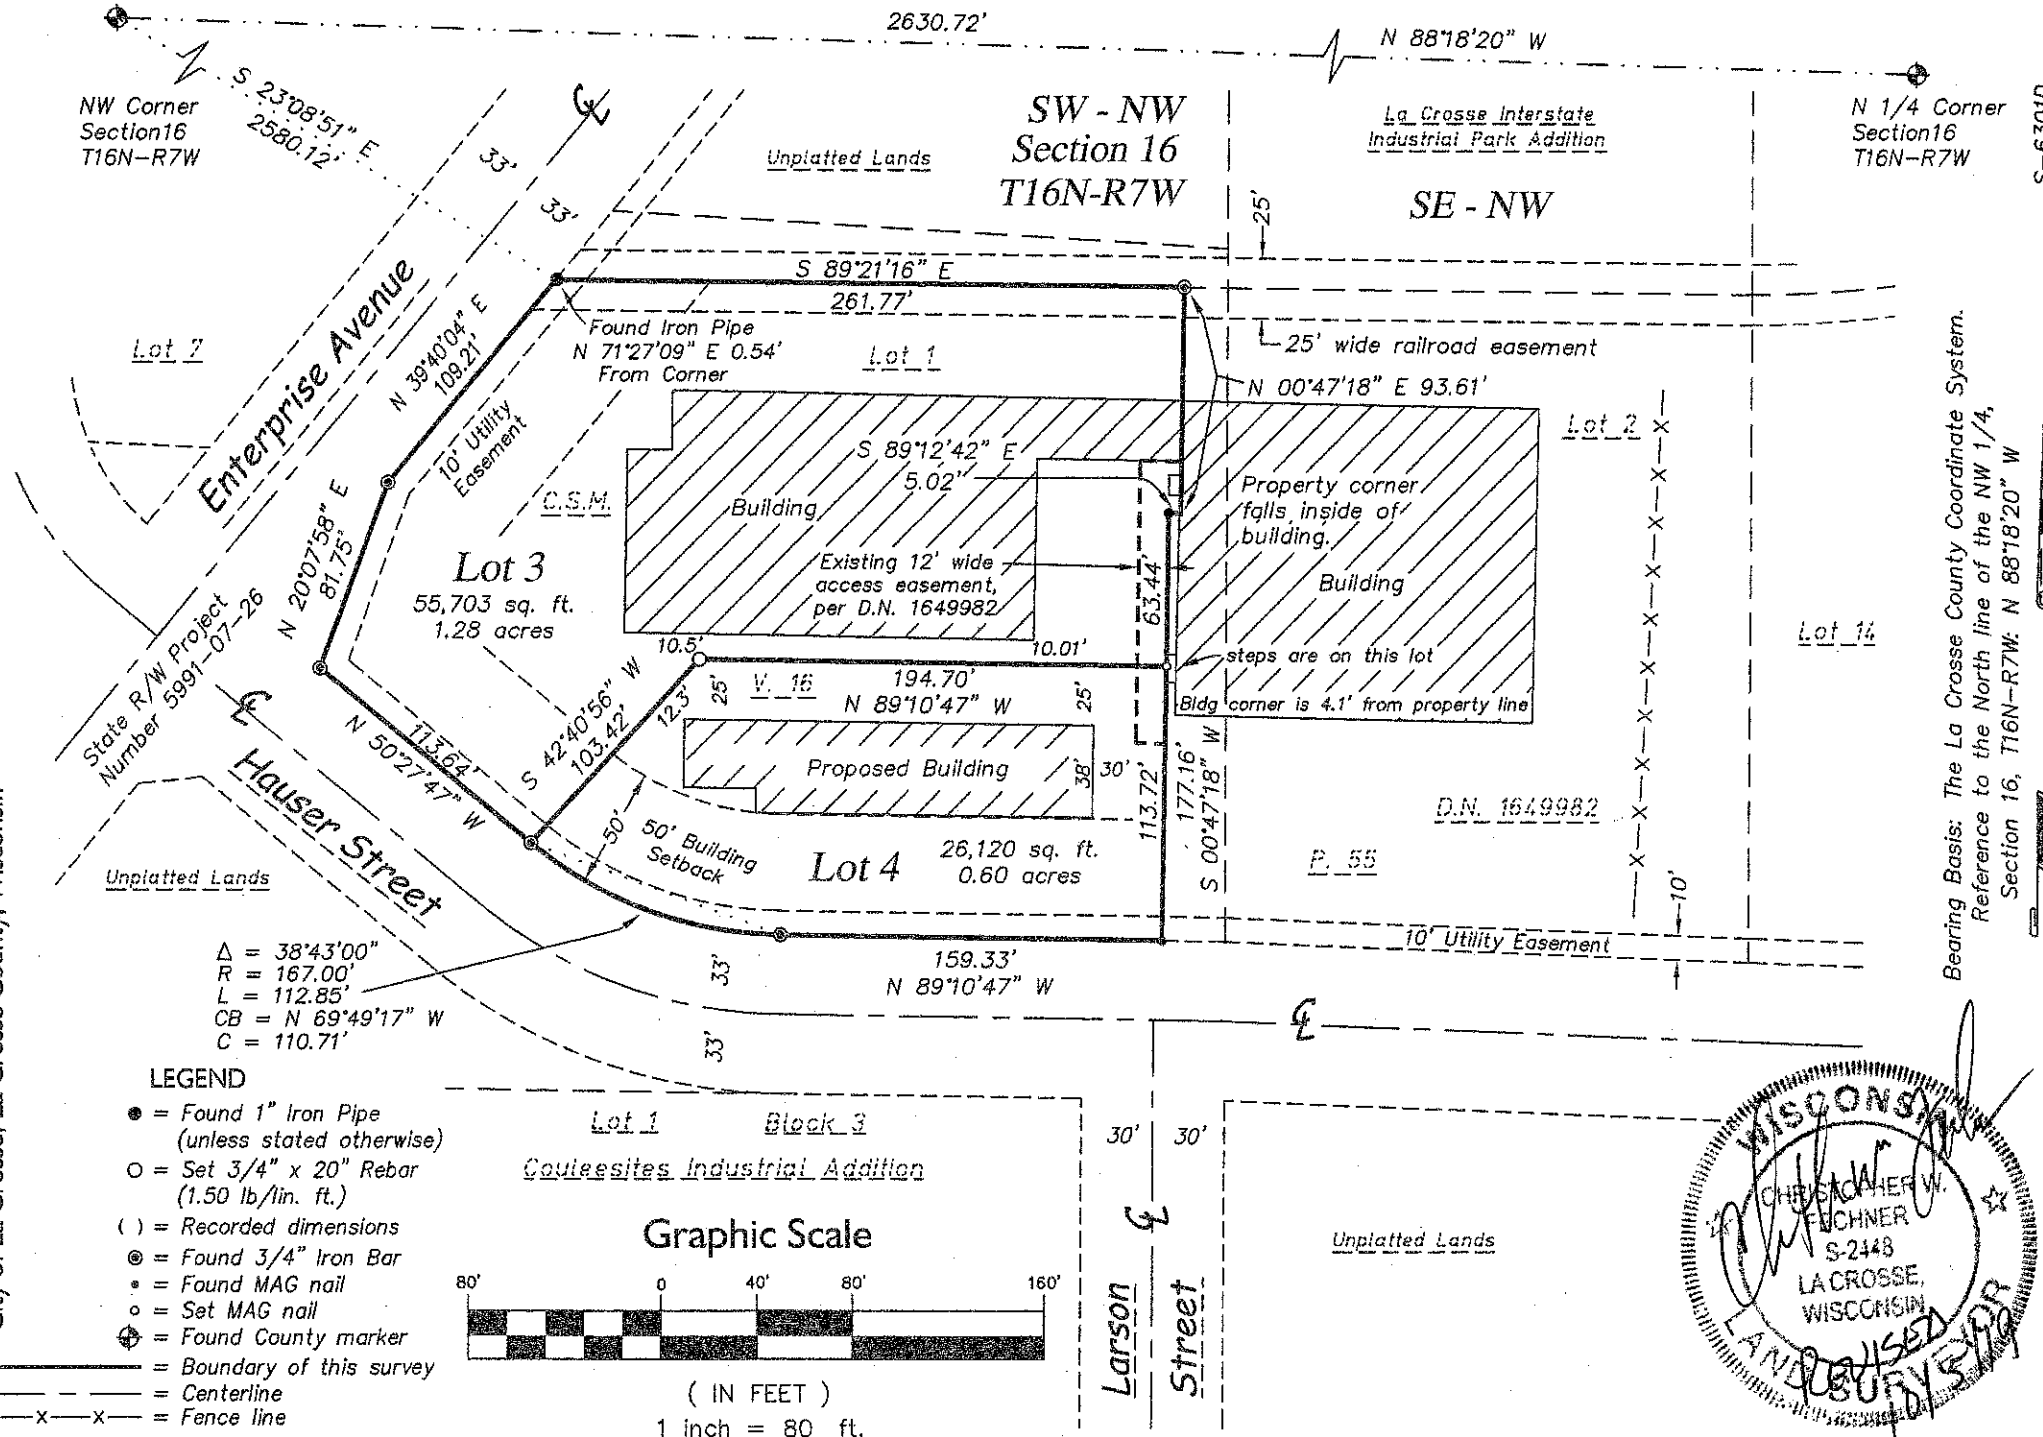 2630.72'
N 88°18'20" W
S 23°08'51" E
2580.12'
NW Corner
Section16
T16N-R7W
33'
33'
Unplatted Lands
SW - NW
Section 16
T16N-R7W
La Crosse Interstate
Industrial Park Addition
SE - NW
N 1/4 Corner
Section16
T16N-R7W
25'
S 89°21'16" E
261.77'
Found Iron Pipe
N 71°27'09" E 0.54'
From Corner
Lot 1
25' wide railroad easement
N 00°47'18" E 93.61'
Lot 7
Enterprise Avenue
N 39°40'04" E
109.21'
10' Utility
Easement
C.S.M.
Lot 2
S 89°12'42" E
5.02'
Building
Property corner
falls inside of
building.
Existing 12' wide
access easement,
per D.N. 1649982
63.44'
Building
Lot 3
55,703 sq. ft.
1.28 acres
N 20°07'58" E
81.75'
State R/W Project
Number 5991-07-26
Lot 14
10.5'
10.01'
steps are on this lot
V. 16
194.70'
N 89°10'47" W
25'
25'
Bldg corner is 4.1' from property line
S 42°40'56" W
103.42'
12.3'
Proposed Building
38'
30'
113.72'
177.16'
S 00°47'18" W
N 50°27'47" W
113.64'
Hauser Street
50'
50' Building
Setback
Lot 4
26,120 sq. ft.
0.60 acres
D.N. 1649982
P. 55
10'
Unplatted Lands
10' Utility Easement
159.33'
N 89°10'47" W
33'
33'
Δ = 38°43'00"
R = 167.00'
L = 112.85'
CB = N 69°49'17" W
C = 110.71'
Bearing Basis: The La Crosse County Coordinate System.
Reference to the North line of the NW 1/4,
Section 16, T16N-R7W: N 88°18'20" W
LEGEND
● = Found 1" Iron Pipe
(unless stated otherwise)
○ = Set 3/4" x 20" Rebar
(1.50 lb/lin. ft.)
( ) = Recorded dimensions
= Found 3/4" Iron Bar
= Found MAG nail
= Set MAG nail
= Found County marker
= Boundary of this survey
= Centerline
—x—x— = Fence line
Lot 1 Block 3
Couleesites Industrial Addition
Graphic Scale
80' 0 40' 80' 160'
( IN FEET )
1 inch = 80 ft.
30' 30'
Larson
Street
Unplatted Lands
WISCONSIN
CHRISTOPHER W.
FECHNER
S-2448
LA CROSSE,
WISCONSIN
LAND SURVEYOR
REVISED